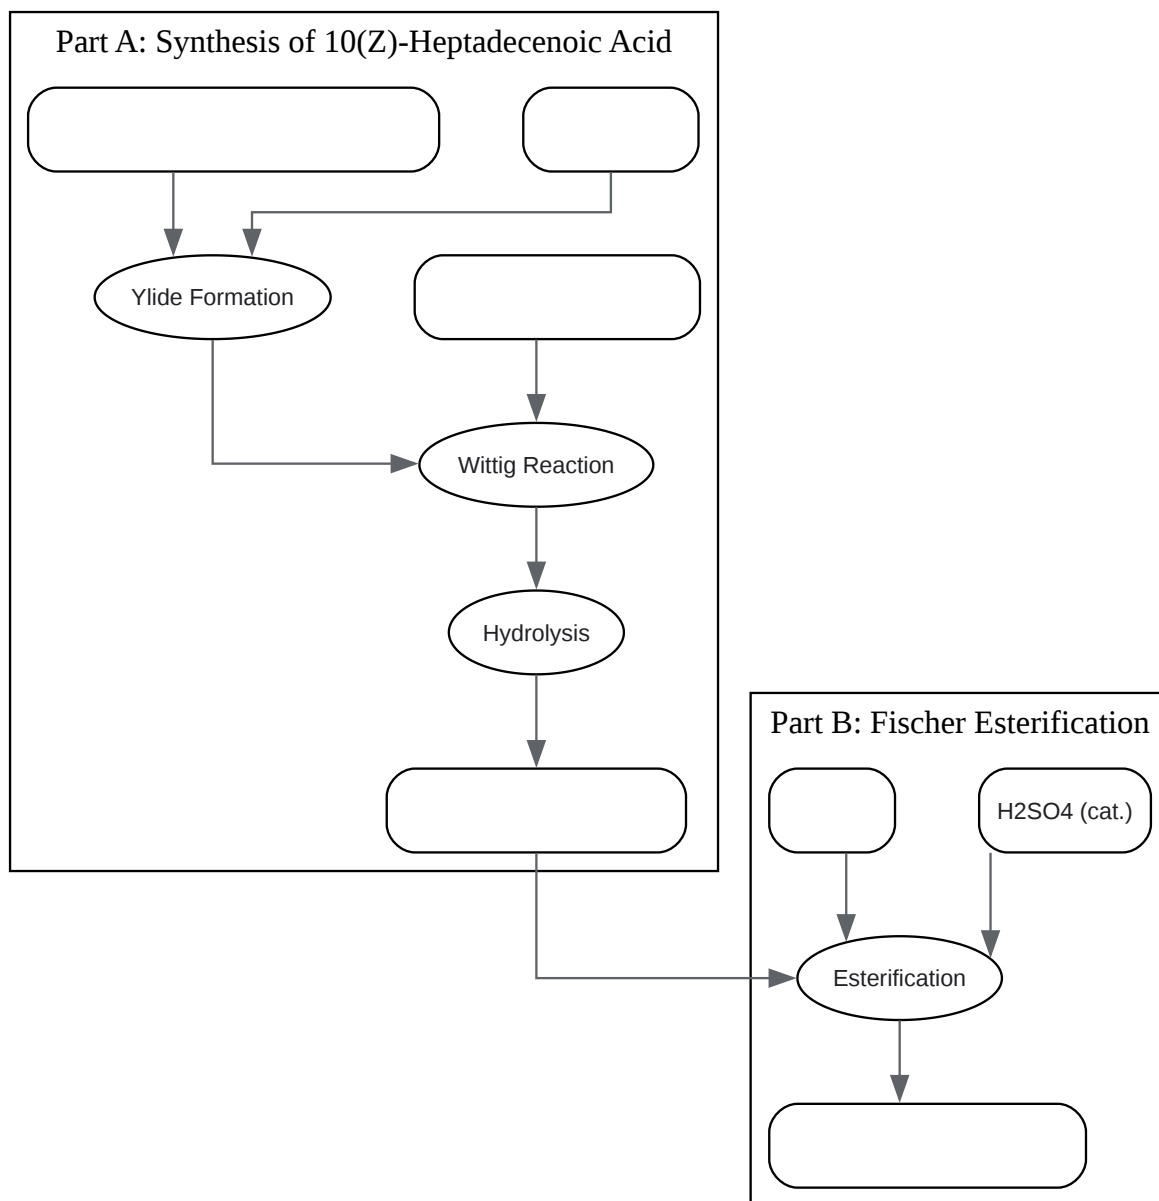 Part A: Synthesis of 10(Z)-Heptadecenoic Acid
Ylide Formation
Wittig Reaction
Hydrolysis
Part B: Fischer Esterification
H2SO4 (cat.)
Esterification